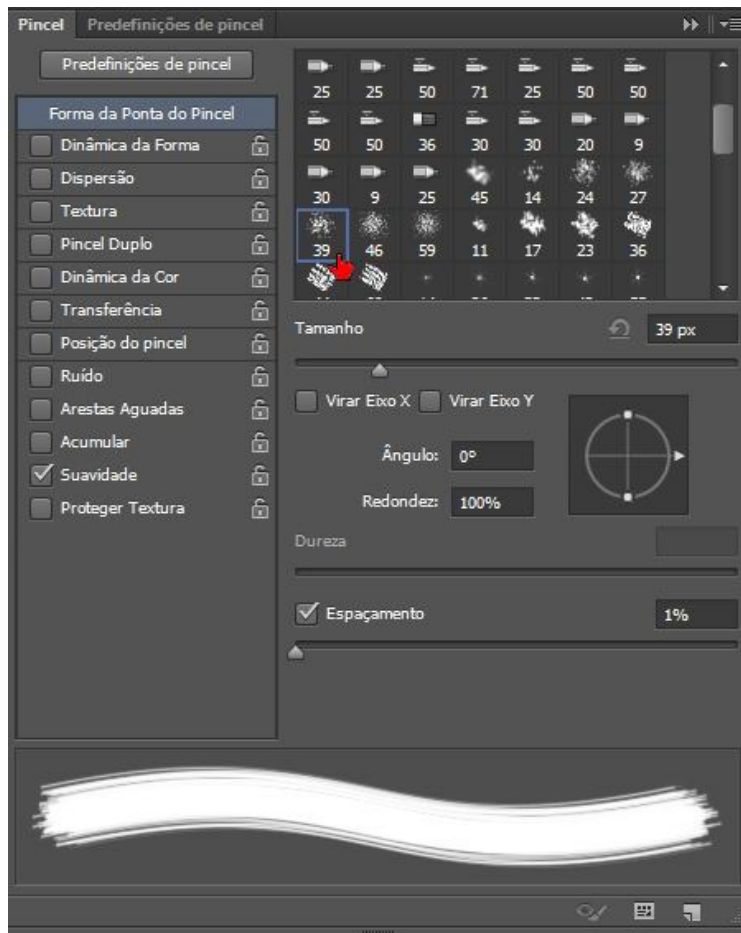 Pincel Predefinições de pincel
Predefinições de pincel
Forma da Ponta do Pincel
Dinâmica da Forma
Dispersão
Textura
Pincel Duplo
Dinâmica da Cor
Transferência
Posição do pincel
Ruído
Arestas Aguadas
Acumular
Suavidade
Proteger Textura
25 25 50 71 25 50 50
50 50 36 30 30 20 9
30 9 25 45 14 24 27
39 46 59 11 17 23 36
Tamanho 39 px
Virar Eixo X Virar Eixo Y
Ângulo: 0º
Redondez: 100%
Dureza
Espaçamento 1%